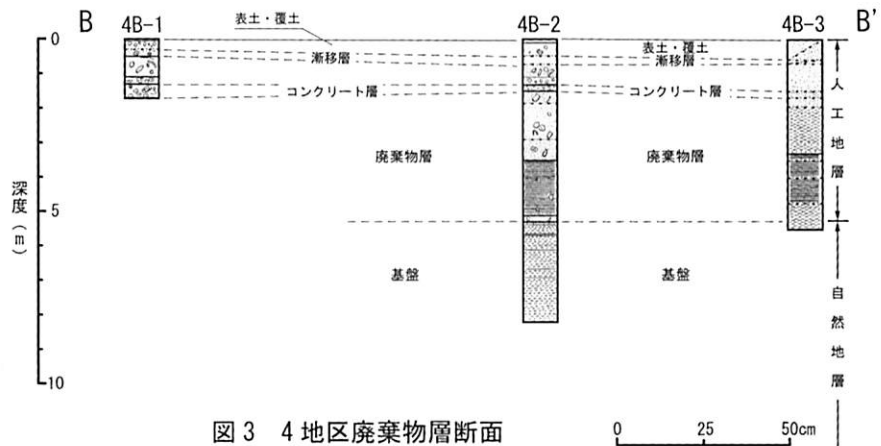 B 4B-1 4B-2 4B-3 B'
表土・覆土
0
表土・覆土
漸移層 漸移層
コンクリート層 コンクリート層
廃棄物層 廃棄物層
人工地層
深度(m)
5
基盤 基盤
自然地層
10
図3 4地区廃棄物層断面
0 25 50cm